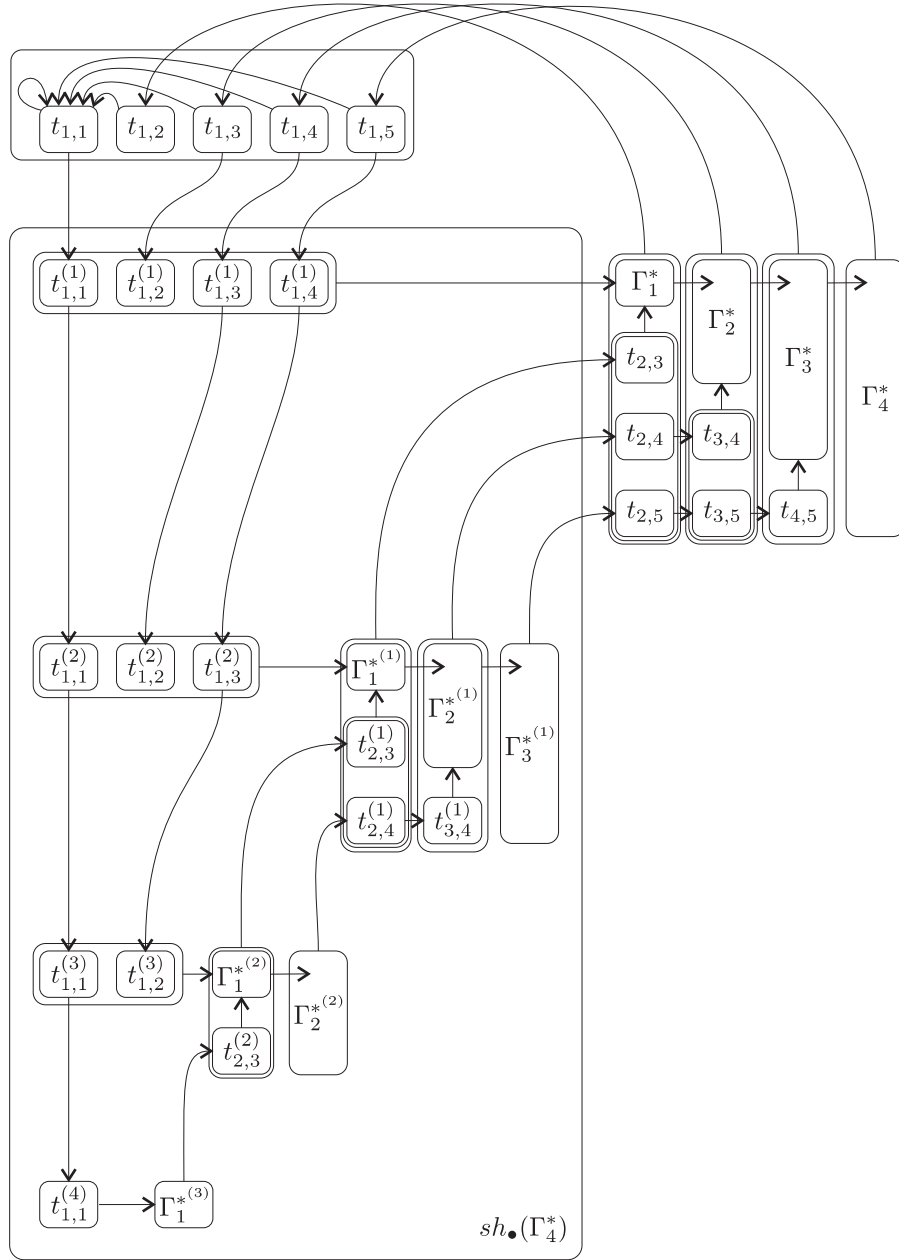 t_{1,1} t_{1,2} t_{1,3} t_{1,4} t_{1,5}
t_{1,1}^{(1)} t_{1,2}^{(1)} t_{1,3}^{(1)} t_{1,4}^{(1)} Γ_1^*
Γ_2^*
t_{2,3} Γ_3^*
Γ_4^*
t_{2,4} t_{3,4}
t_{2,5} t_{3,5} t_{4,5}
t_{1,1}^{(2)} t_{1,2}^{(2)} t_{1,3}^{(2)} Γ_1^{*(1)}
Γ_2^{*(1)}
t_{2,3}^{(1)} Γ_3^{*(1)}
t_{2,4}^{(1)} t_{3,4}^{(1)}
t_{1,1}^{(3)} t_{1,2}^{(3)} Γ_1^{*(2)}
Γ_2^{*(2)}
t_{2,3}^{(2)}
t_{1,1}^{(4)} Γ_1^{*(3)}
sh_•(Γ_4^*)